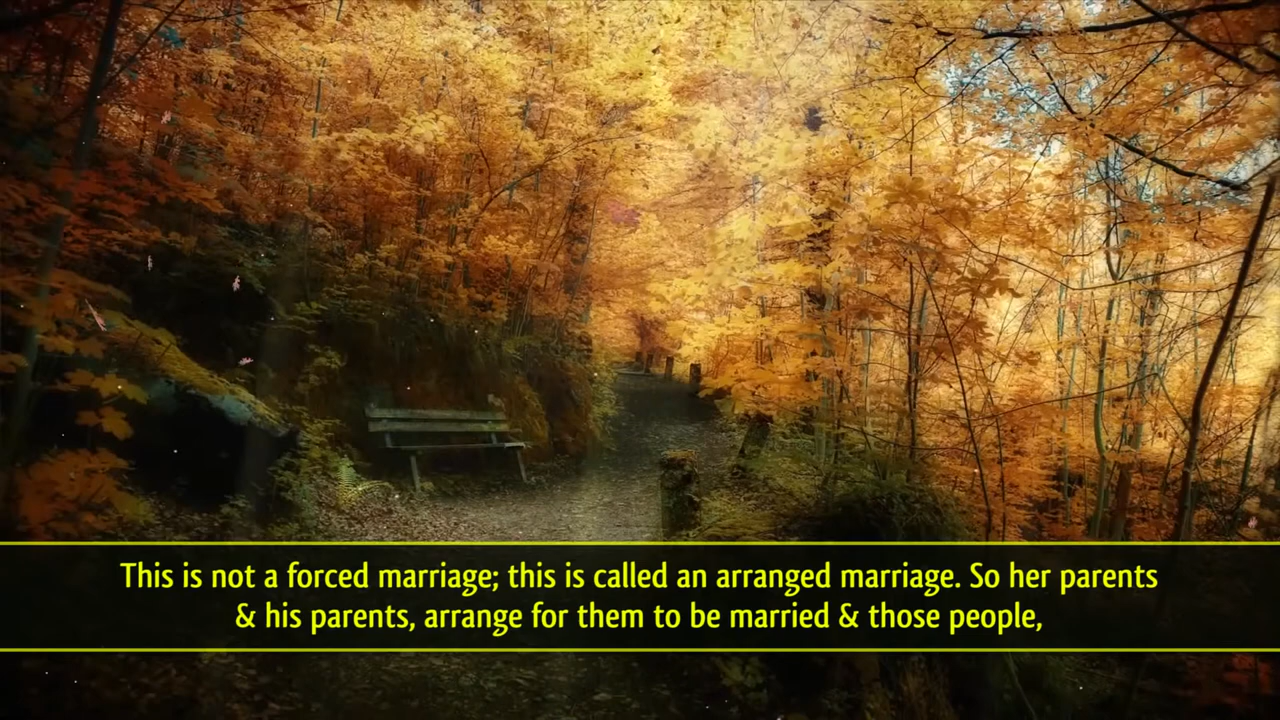 This is not a forced marriage; this is called an arranged marriage. So her parents
& his parents, arrange for them to be married & those people,